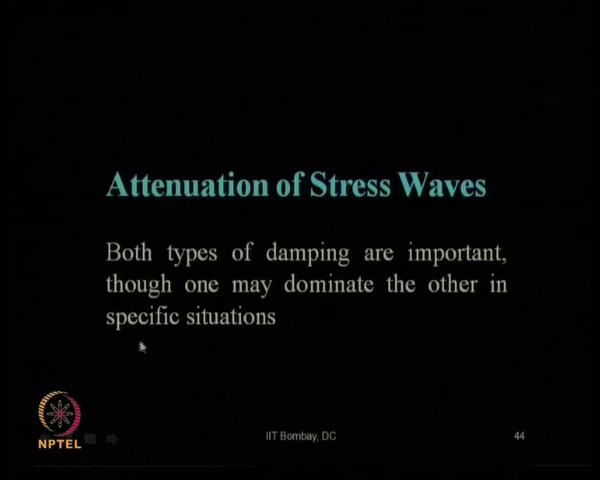 Attenuation of Stress Waves
Both types of damping are important,
though one may dominate the other in
specific situations
NPTEL
IIT Bombay, DC
44